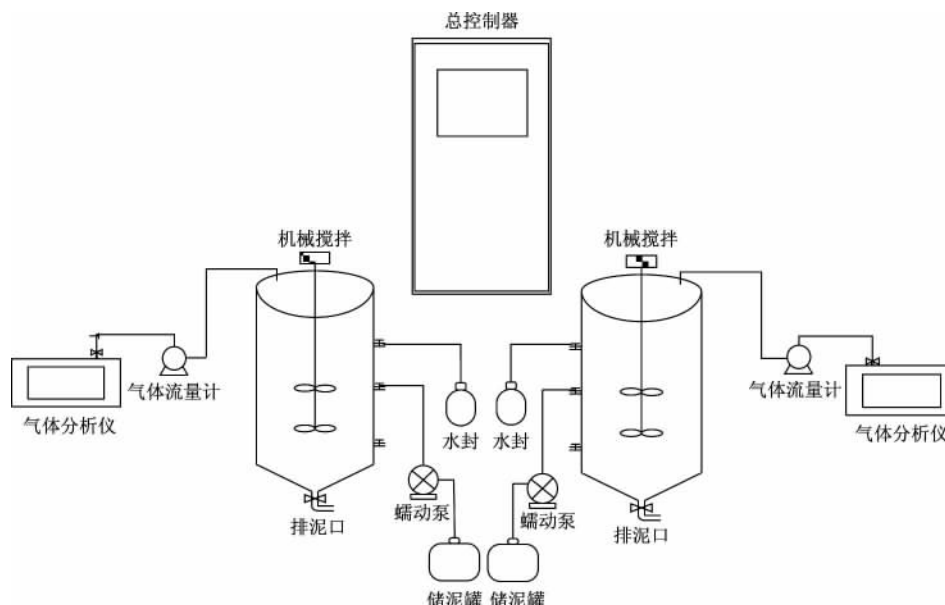 总控制器
机械搅拌
机械搅拌
气体流量计
气体流量计
气体分析仪
水封
水封
气体分析仪
排泥口
蠕动泵
蠕动泵
排泥口
储泥罐
储泥罐